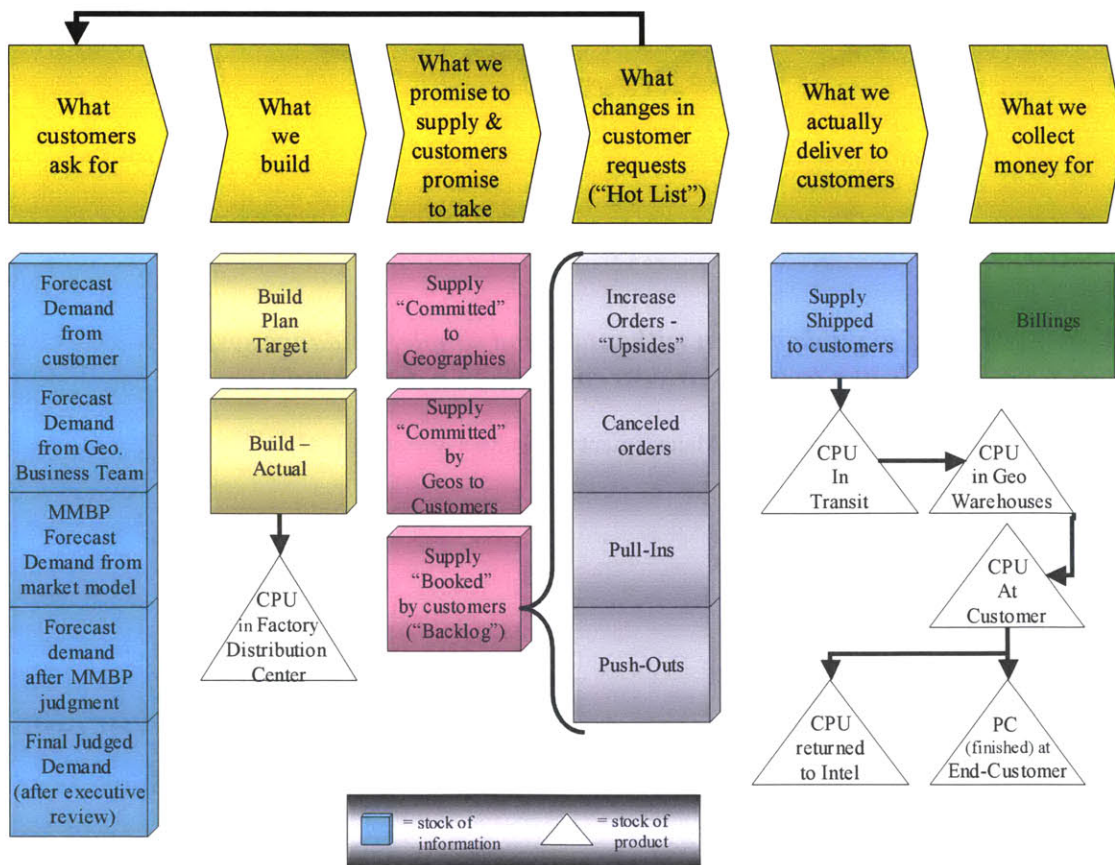 What
customers
ask for
What
we
build
What we
promise to
supply &
customers
promise
to take
What
changes in
customer
requests
(“Hot List”)
What we
actually
deliver to
customers
What we
collect
money for
Forecast
Demand
from
customer
Forecast
Demand
from Geo.
Business Team
MMBP
Forecast
Demand from
market model
Forecast
demand
after MMBP
judgment
Final Judged
Demand
(after executive
review)
Build
Plan
Target
Build –
Actual
CPU
in Factory
Distribution
Center
Supply
“Committed”
to
Geographies
Supply
“Committed”
by
Geos to
Customers
Supply
“Booked”
by customers
(“Backlog”)
Increase
Orders -
“Upsides”
Canceled
orders
Pull-Ins
Push-Outs
Supply
Shipped
to customers
CPU
In
Transit
Billings
CPU
in Geo
Warehouses
CPU
At
Customer
CPU
returned
to Intel
PC
(finished) at
End-Customer
= stock of
information
= stock of
product